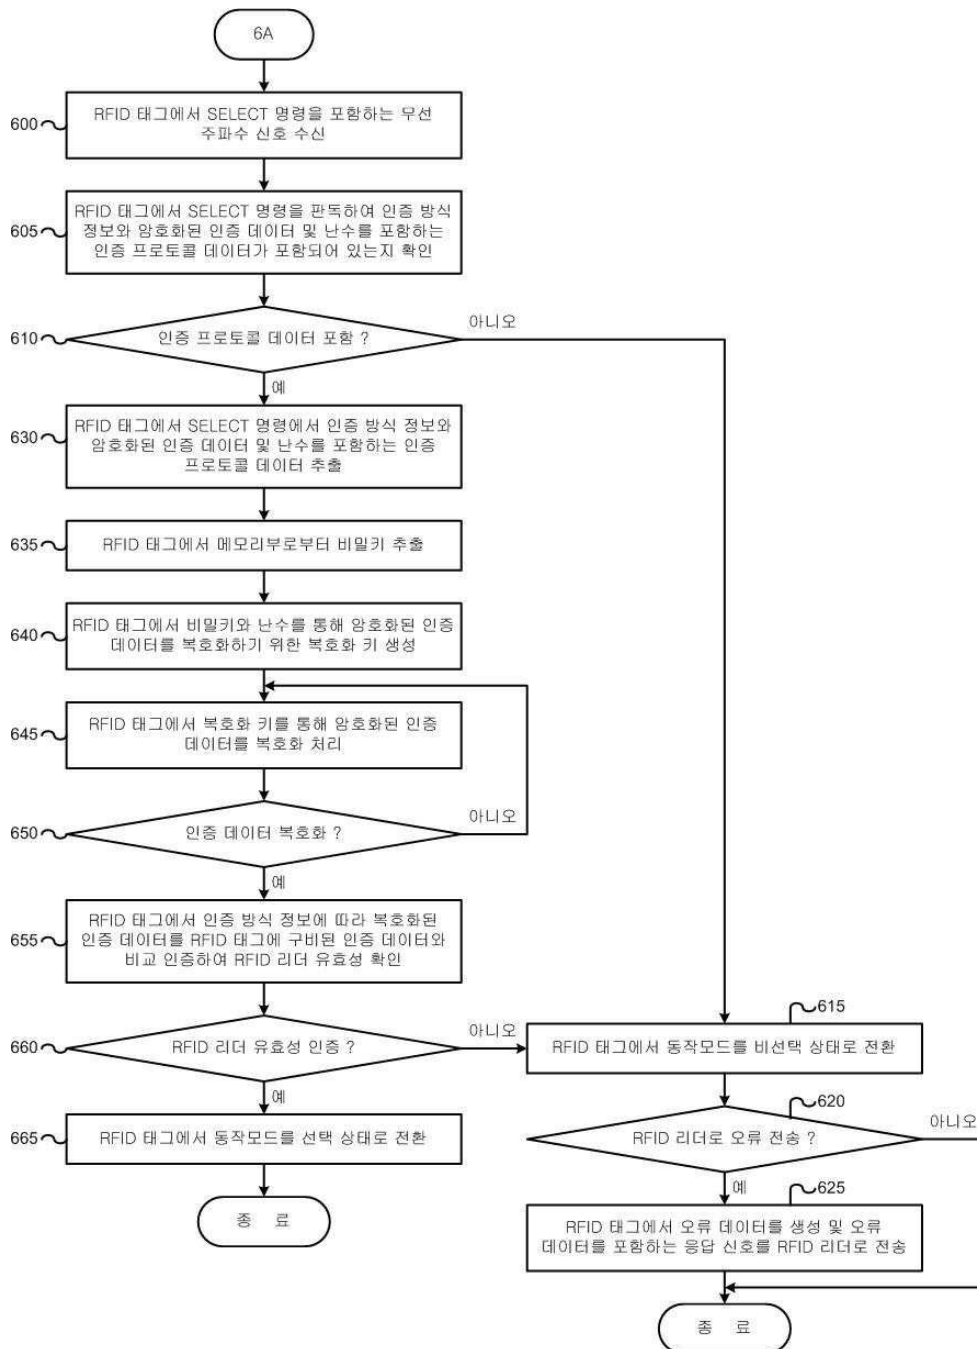 6A
600
RFID 태그에서 SELECT 명령을 포함하는 무선
주파수 신호 수신
605
RFID 태그에서 SELECT 명령을 판독하여 인증 방식
정보와 암호화된 인증 데이터 및 난수를 포함하는
인증 프로토콜 데이터가 포함되어 있는지 확인
610
인증 프로토콜 데이터 포함 ?
아니오
예
630
RFID 태그에서 SELECT 명령에서 인증 방식 정보와
암호화된 인증 데이터 및 난수를 포함하는 인증
프로토콜 데이터 추출
635
RFID 태그에서 메모리부로부터 비밀키 추출
640
RFID 태그에서 비밀키와 난수를 통해 암호화된 인증
데이터를 복호화하기 위한 복호화 키 생성
645
RFID 태그에서 복호화 키를 통해 암호화된 인증
데이터를 복호화 처리
650
인증 데이터 복호화 ?
아니오
예
655
RFID 태그에서 인증 방식 정보에 따라 복호화된
인증 데이터를 RFID 태그에 구비된 인증 데이터와
비교 인증하여 RFID 리더 유효성 확인
660
RFID 리더 유효성 인증 ?
아니오
예
665
RFID 태그에서 동작모드를 선택 상태로 전환
종 료
615
RFID 태그에서 동작모드를 비선택 상태로 전환
620
RFID 리더로 오류 전송 ?
아니오
예
625
RFID 태그에서 오류 데이터를 생성 및 오류
데이터를 포함하는 응답 신호를 RFID 리더로 전송
종 료